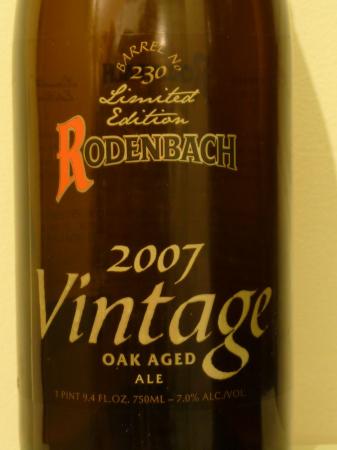 BARREL No
230
Limited
Edition
RODENBACH
2007
Vintage
OAK AGED
ALE
1 PINT 9.4 FL.OZ. 750ML – 7.0% ALC./VOL.